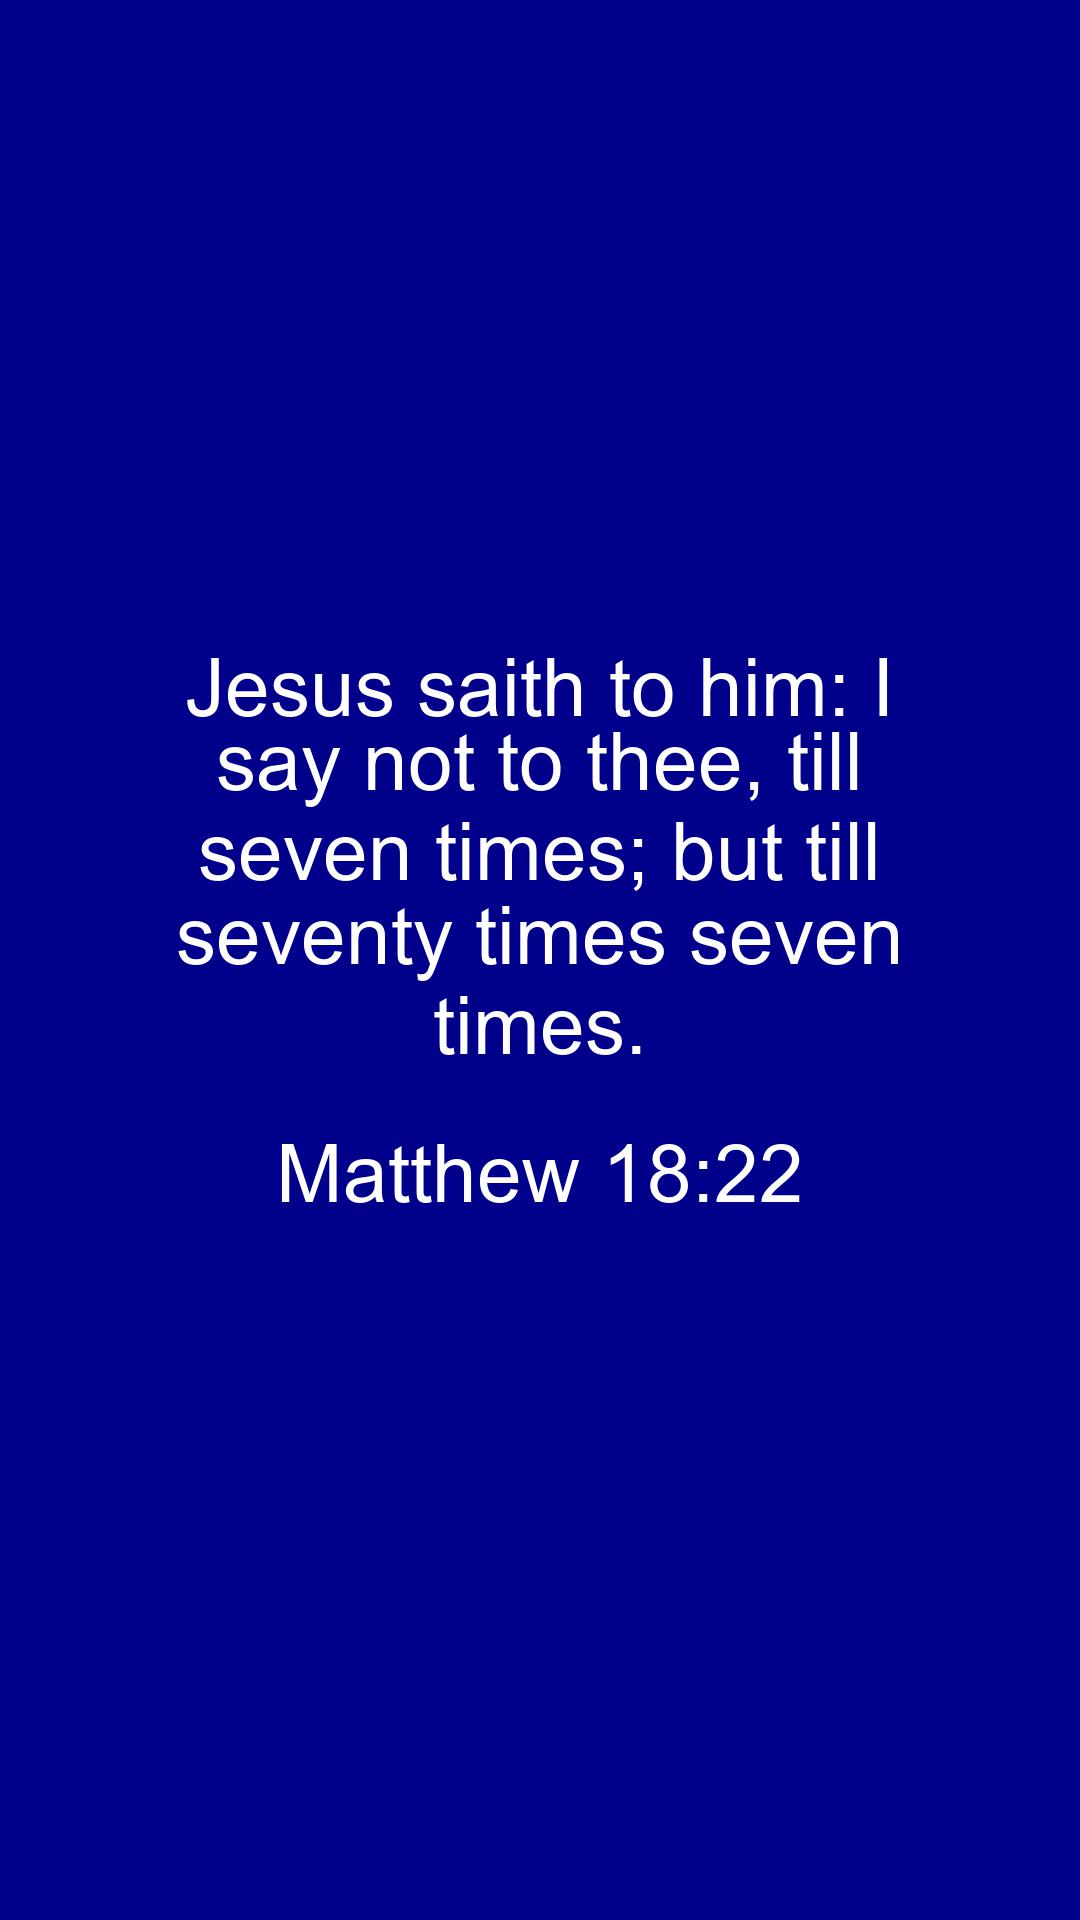 Jesus saith to him: I
say not to thee, till
seven times; but till
seventy times seven
times.
Matthew 18:22